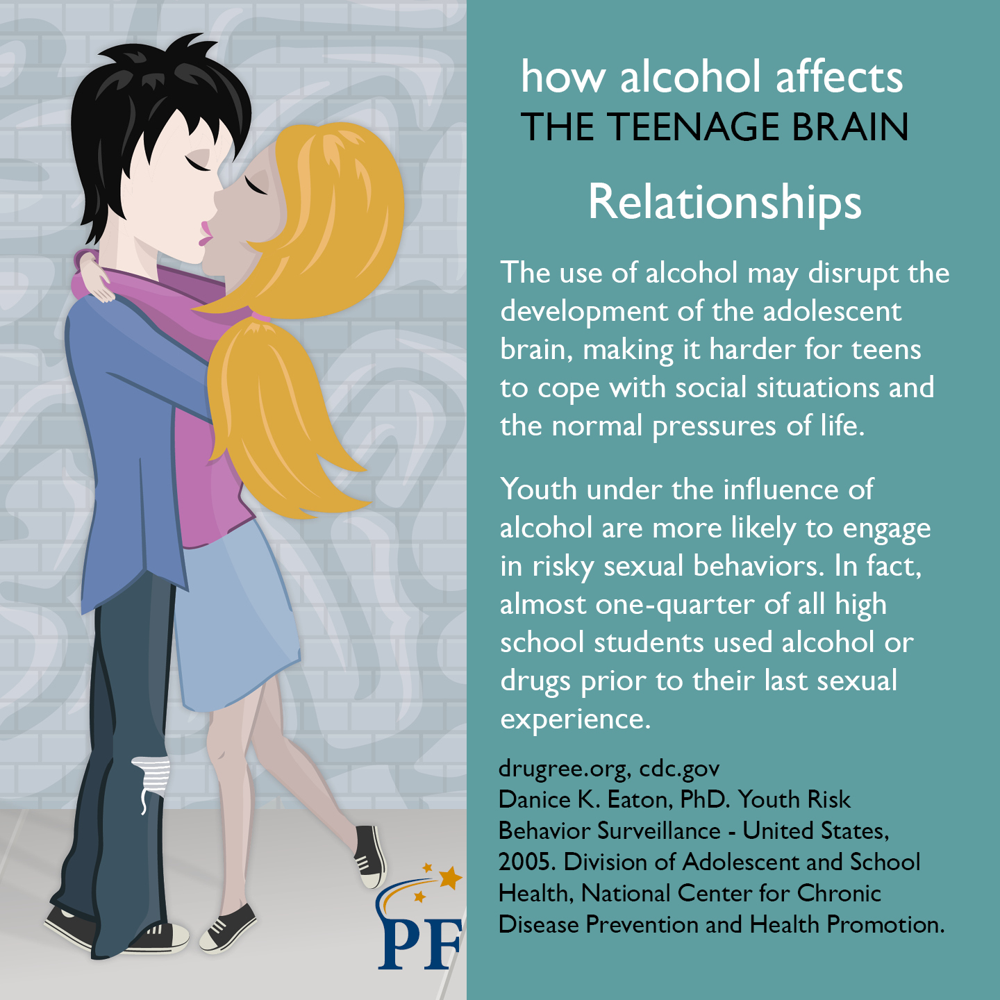 how alcohol affects
THE TEENAGE BRAIN
Relationships
The use of alcohol may disrupt the
development of the adolescent
brain, making it harder for teens
to cope with social situations and
the normal pressures of life.
Youth under the influence of
alcohol are more likely to engage
in risky sexual behaviors. In fact,
almost one-quarter of all high
school students used alcohol or
drugs prior to their last sexual
experience.
drugree.org, cdc.gov
Danice K. Eaton, PhD. Youth Risk
Behavior Surveillance - United States,
2005. Division of Adolescent and School
Health, National Center for Chronic
Disease Prevention and Health Promotion.
PF